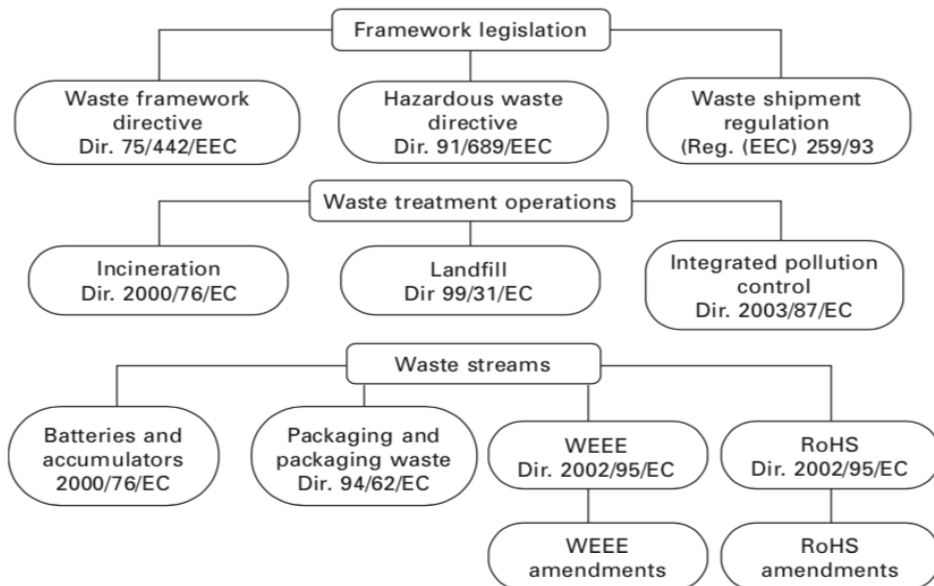 Framework legislation
Waste framework
directive
Dir. 75/442/EEC
Hazardous waste
directive
Dir. 91/689/EEC
Waste shipment
regulation
(Reg. (EEC) 259/93
Waste treatment operations
Incineration
Dir. 2000/76/EC
Landfill
Dir 99/31/EC
Integrated pollution
control
Dir. 2003/87/EC
Waste streams
Batteries and
accumulators
2000/76/EC
Packaging and
packaging waste
Dir. 94/62/EC
WEEE
Dir. 2002/95/EC
RoHS
Dir. 2002/95/EC
WEEE
amendments
RoHS
amendments